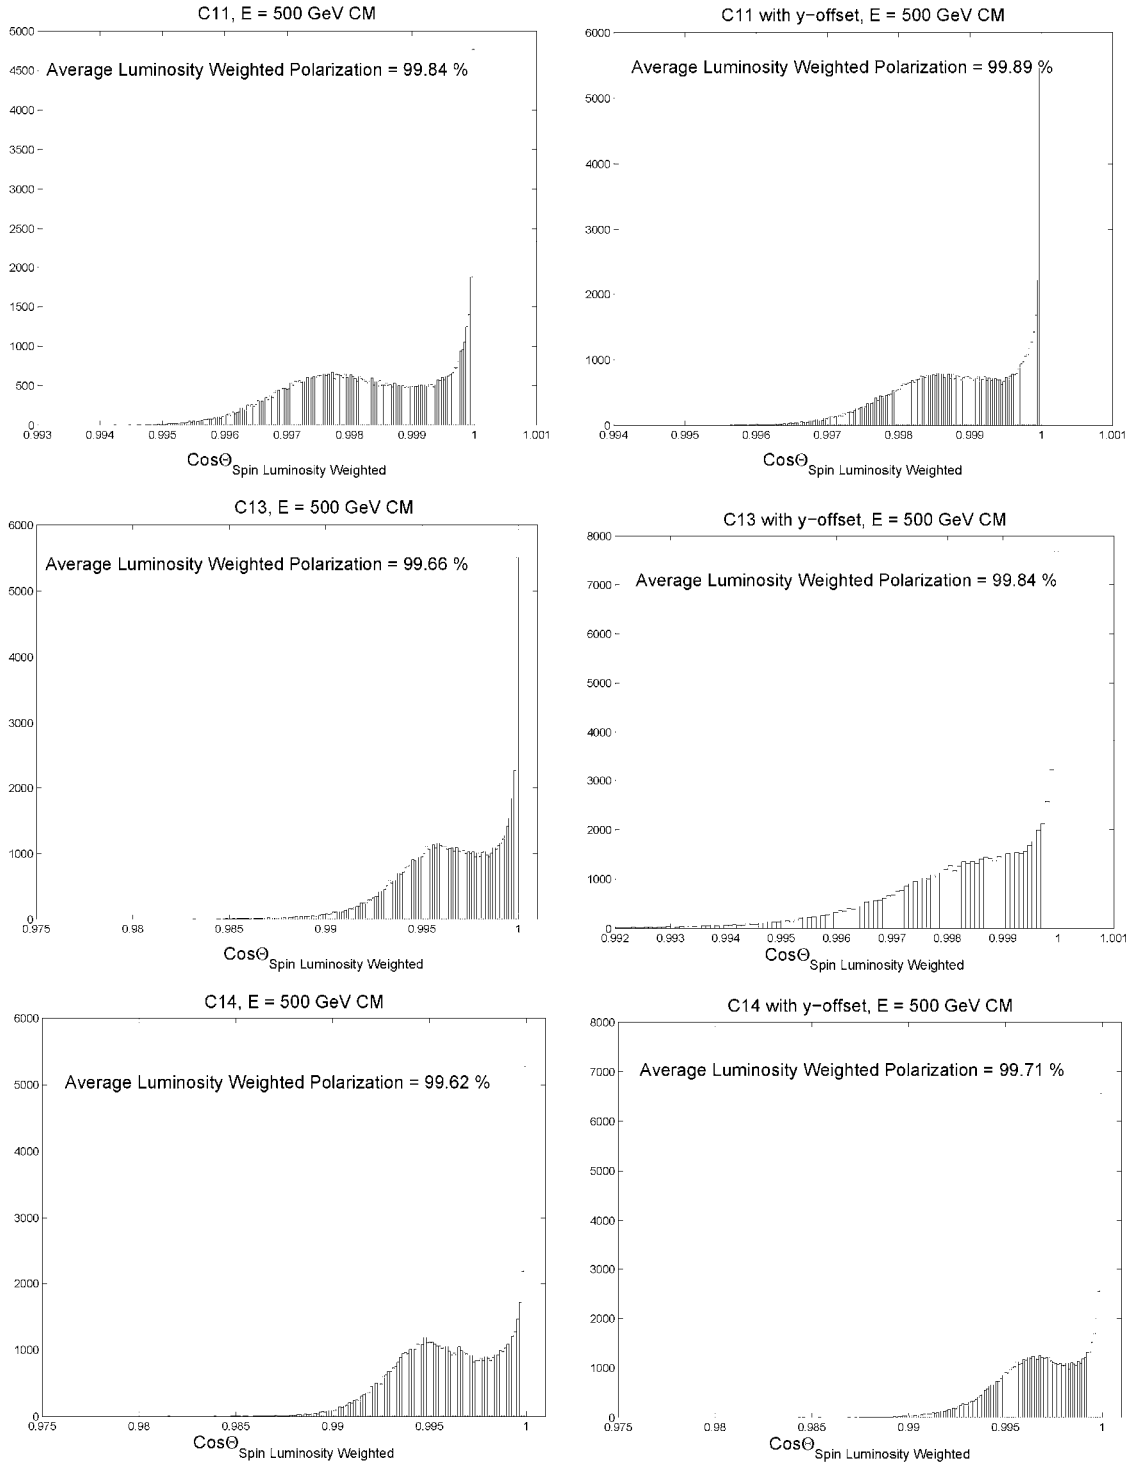 C11, E = 500 GeV CM
5000
Average Luminosity Weighted Polarization = 99.84 %
4500
4000
3500
3000
2500
2000
1500
1000
500
0
0.993 0.994 0.995 0.996 0.997 0.998 0.999 1 1.001
CosΘSpin Luminosity Weighted
C11 with y-offset, E = 500 GeV CM
6000
Average Luminosity Weighted Polarization = 99.89 %
5000
4000
3000
2000
1000
0
0.994 0.995 0.996 0.997 0.998 0.999 1 1.001
CosΘSpin Luminosity Weighted
C13, E = 500 GeV CM
6000
Average Luminosity Weighted Polarization = 99.66 %
5000
4000
3000
2000
1000
0
0.975 0.98 0.985 0.99 0.995 1
CosΘSpin Luminosity Weighted
C13 with y-offset, E = 500 GeV CM
8000
Average Luminosity Weighted Polarization = 99.84 %
7000
6000
5000
4000
3000
2000
1000
0
0.992 0.993 0.994 0.995 0.996 0.997 0.998 0.999 1 1.001
CosΘSpin Luminosity Weighted
C14, E = 500 GeV CM
6000
5000
Average Luminosity Weighted Polarization = 99.62 %
4000
3000
2000
1000
0
0.975 0.98 0.985 0.99 0.995 1
CosΘSpin Luminosity Weighted
C14 with y-offset, E = 500 GeV CM
8000
7000
Average Luminosity Weighted Polarization = 99.71 %
6000
5000
4000
3000
2000
1000
0
0.975 0.98 0.985 0.99 0.995 1
CosΘSpin Luminosity Weighted